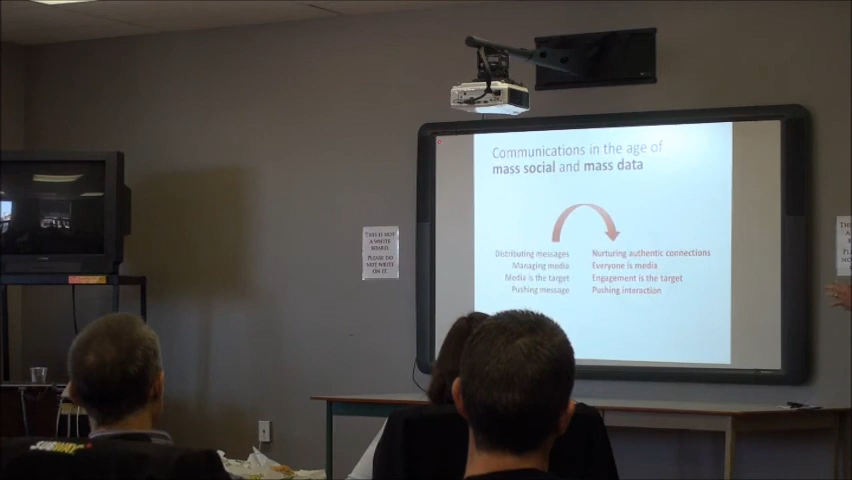 Communications in the age of
mass social and mass data
Distributing messages
Managing media
Media is the target
Pushing message
Nurturing authentic connections
Everyone is media
Engagement is the target
Pushing interaction
THIS IS NOT
A WHITE
BOARD.
PLEASE DO
NOT WRITE
ON IT.
SUBWAY